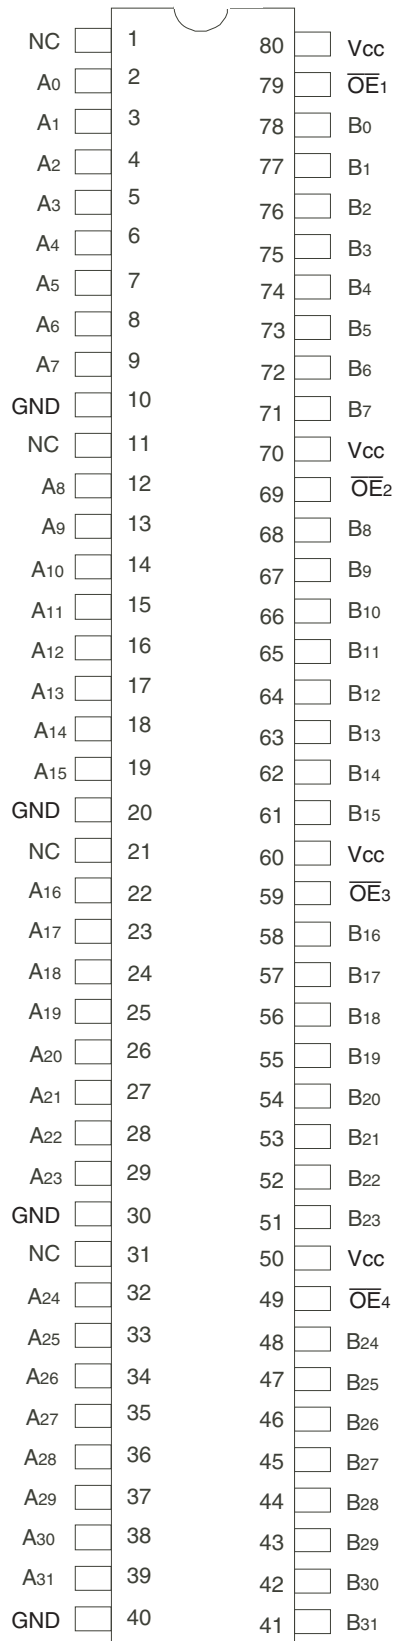 NC 1 80 Vcc
A0 2 79 O̅E̅1
A1 3 78 B0
A2 4 77 B1
A3 5 76 B2
A4 6 75 B3
A5 7 74 B4
A6 8 73 B5
A7 9 72 B6
GND 10 71 B7
NC 11 70 Vcc
A8 12 69 O̅E̅2
A9 13 68 B8
A10 14 67 B9
A11 15 66 B10
A12 16 65 B11
A13 17 64 B12
A14 18 63 B13
A15 19 62 B14
GND 20 61 B15
NC 21 60 Vcc
A16 22 59 O̅E̅3
A17 23 58 B16
A18 24 57 B17
A19 25 56 B18
A20 26 55 B19
A21 27 54 B20
A22 28 53 B21
A23 29 52 B22
GND 30 51 B23
NC 31 50 Vcc
A24 32 49 O̅E̅4
A25 33 48 B24
A26 34 47 B25
A27 35 46 B26
A28 36 45 B27
A29 37 44 B28
A30 38 43 B29
A31 39 42 B30
GND 40 41 B31